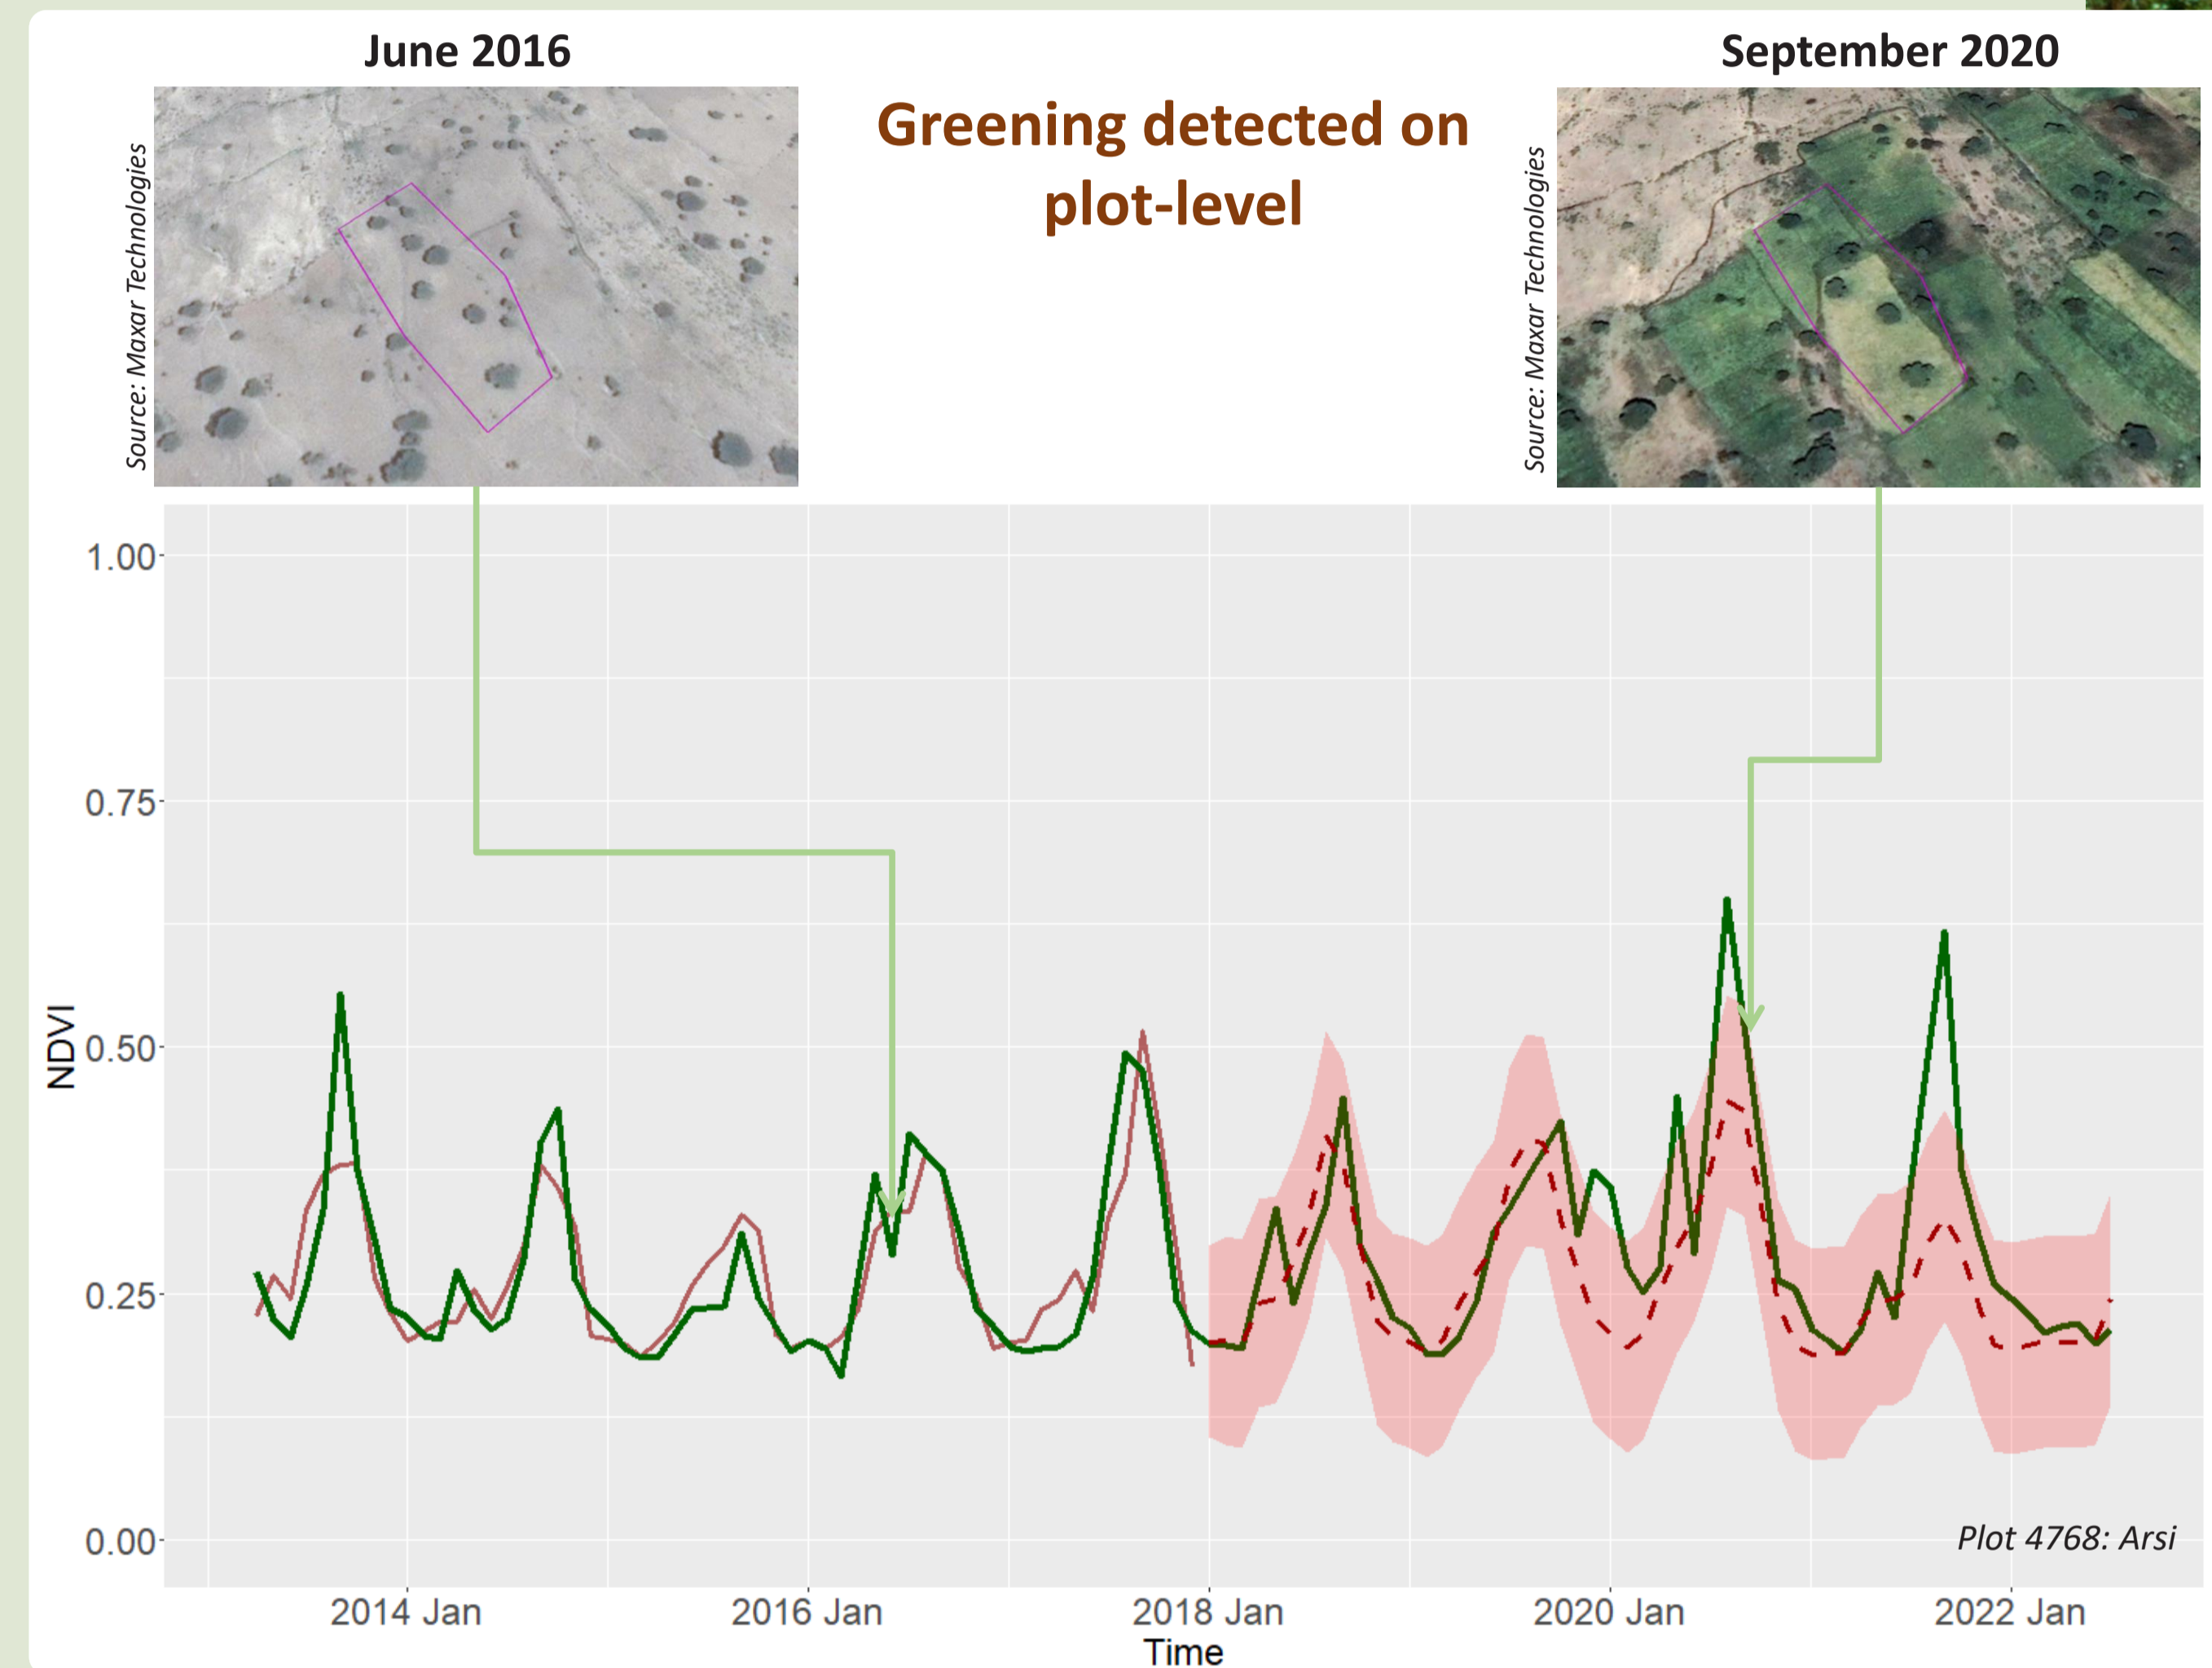 June 2016
September 2020
Greening detected on
plot-level
Source: Maxar Technologies
Source: Maxar Technologies
1.00
0.75
0.50
0.25
0.00
NDVI
Plot 4768: Arsi
2014 Jan
2016 Jan
2018 Jan
2020 Jan
2022 Jan
Time